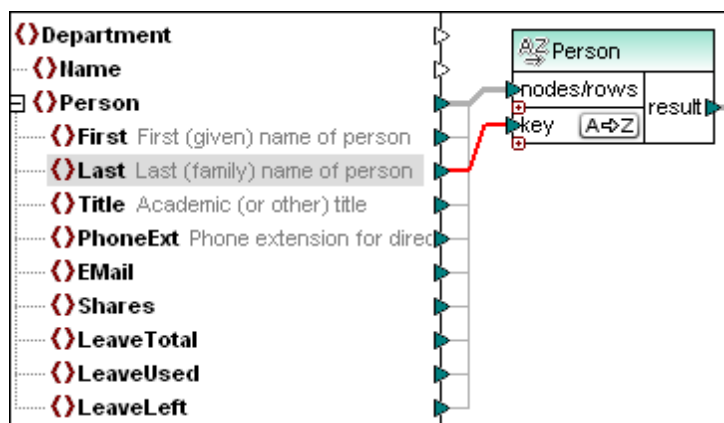 Department
Name
Person
First First (given) name of person
Last Last (family) name of person
Title Academic (or other) title
PhoneExt Phone extension for direc
EMail
Shares
LeaveTotal
LeaveUsed
LeaveLeft
AZ Person
nodes/rows
key A⇨Z
result